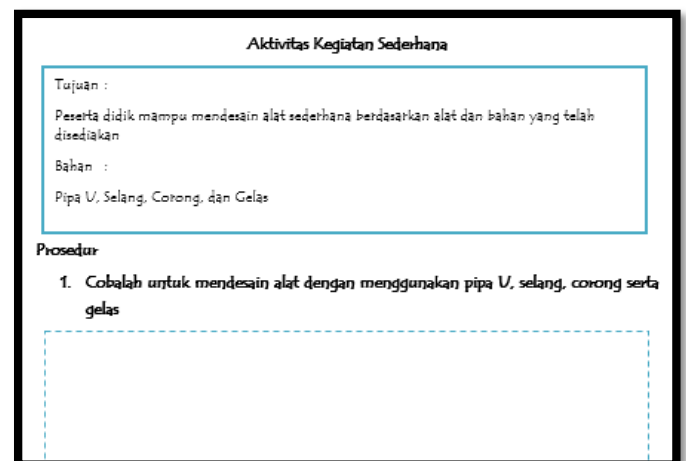 Aktivitas Kegiatan Sederhana
Tujuan :
Peserta didik mampu mendesain alat sederhana berdasarkan alat dan bahan yang telah
disediakan
Bahan :
Pipa U, Selang, Corong, dan Gelas
Prosedur
1. Cobalah untuk mendesain alat dengan menggunakan pipa U, selang, corong serta
gelas